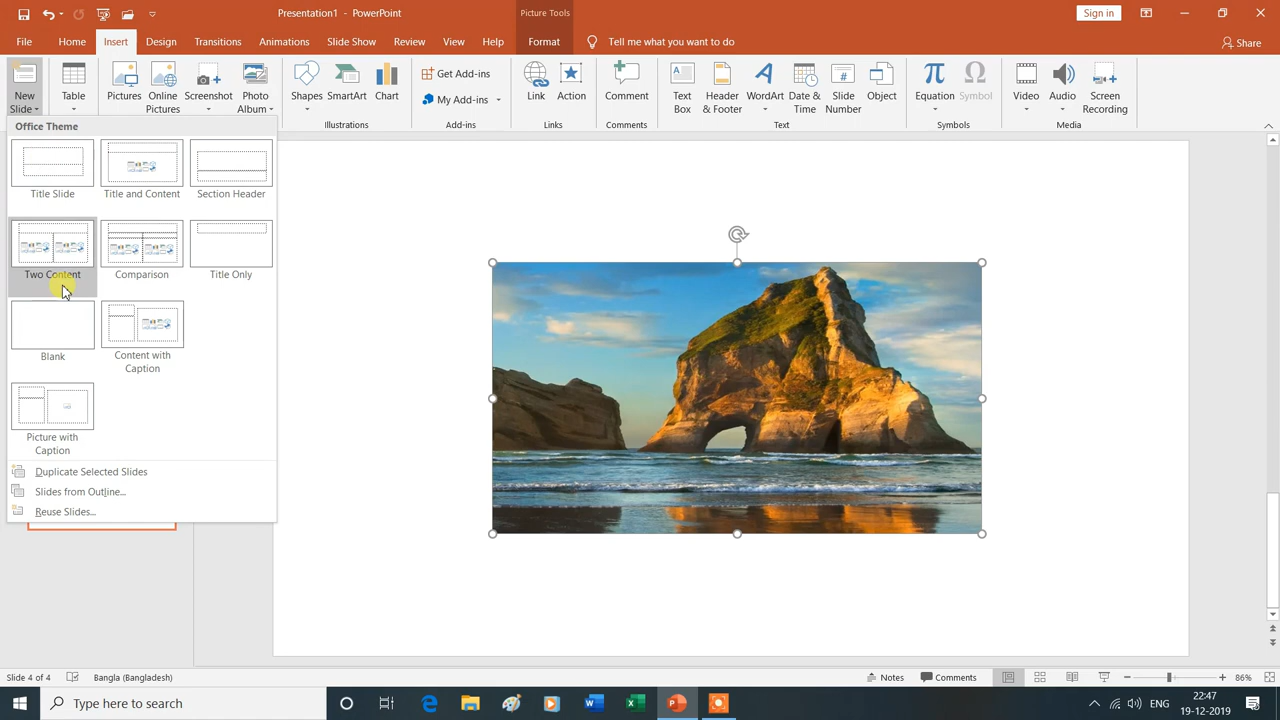 Presentation1 - PowerPoint
Picture Tools
Sign in
File
Home
Insert
Design
Transitions
Animations
Slide Show
Review
View
Help
Format
Tell me what you want to do
Share
New
Slide
Table
Pictures
Online
Pictures
Screenshot
Photo
Album
Shapes
SmartArt
Chart
Get Add-ins
My Add-ins
Link
Action
Comment
Text
Box
Header
& Footer
WordArt
Date &
Time
Slide
Number
Object
Equation
Symbol
Video
Audio
Screen
Recording
Illustrations
Add-ins
Links
Comments
Text
Symbols
Media
Office Theme
Title Slide
Title and Content
Section Header
Two Content
Comparison
Title Only
Blank
Content with
Caption
Picture with
Caption
Duplicate Selected Slides
Slides from Outline...
Reuse Slides...
Slide 4 of 4
Bangla (Bangladesh)
Notes
Comments
86%
Type here to search
ENG
22:47
19-12-2019